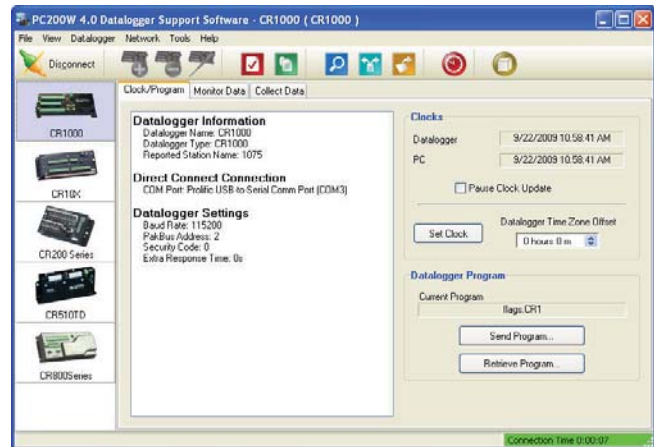 PC200W 4.0 Datalogger Support Software - CR1000 ( CR1000 )
File View Datalogger Network Tools Help
Disconnect
Clock/Program Monitor Data Collect Data
CR1000
CR10X
CR200 Series
CR510TD
CR800Series
Datalogger Information
Datalogger Name: CR1000
Datalogger Type: CR1000
Reported Station Name: 1075
Direct Connect Connection
COM Port: Prolific USB-to-Serial Comm Port (COM3)
Datalogger Settings
Baud Rate: 115200
PakBus Address: 2
Security Code: 0
Extra Response Time: 0s
Clocks
Datalogger 9/22/2009 10:58:41 AM
PC 9/22/2009 10:58:41 AM
Pause Clock Update
Set Clock
Datalogger Time Zone Offset
0 hours 0 m
Datalogger Program
Current Program
flags.CR1
Send Program...
Retrieve Program...
Connection Time 0:00:07